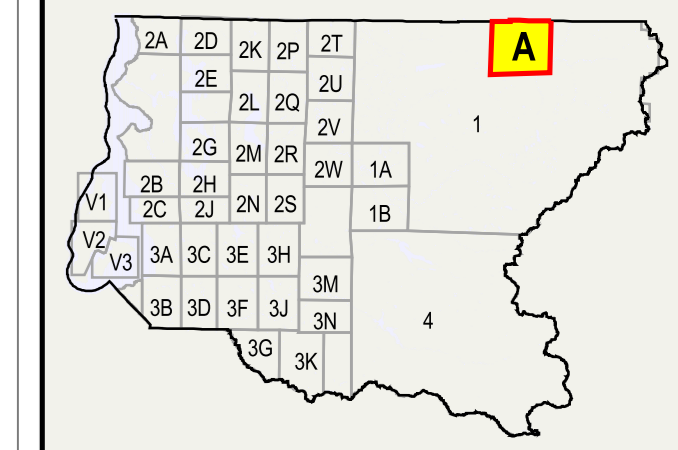 2A 2D 2K 2P 2T A
2E 2U
2L 2Q
2V 1
2G 2M 2R
2W 1A
2B 2H
V1 2N 2S
2C 2J 1B
V2
V3 3A 3C 3E 3H
3M
3B 3D 3F 3J
3N 4
3G
3K